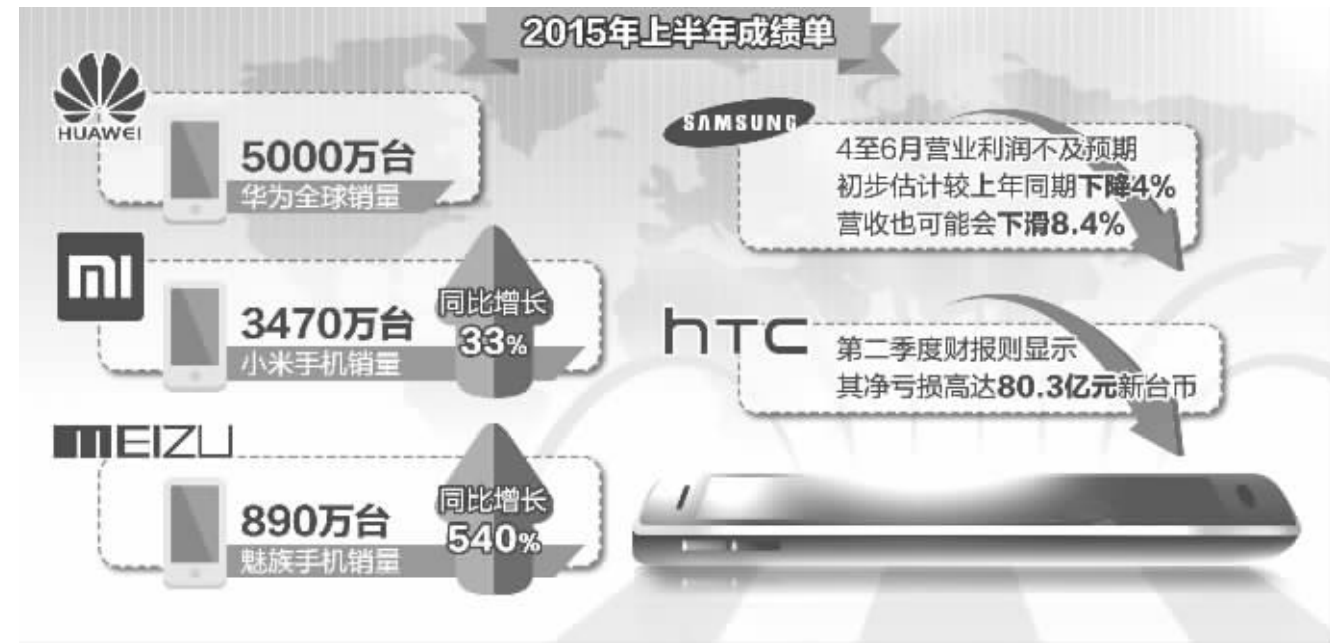 2015年上半年成绩单
HUAWEI
5000万台
华为全球销量
mi
3470万台
小米手机销量
同比增长
33%
MEIZU
890万台
魅族手机销量
同比增长
540%
SAMSUNG
4至6月营业利润不及预期
初步估计较上年同期下降4%
营收也可能会下滑8.4%
hTC
第二季度财报则显示
其净亏损高达80.3亿元新台币